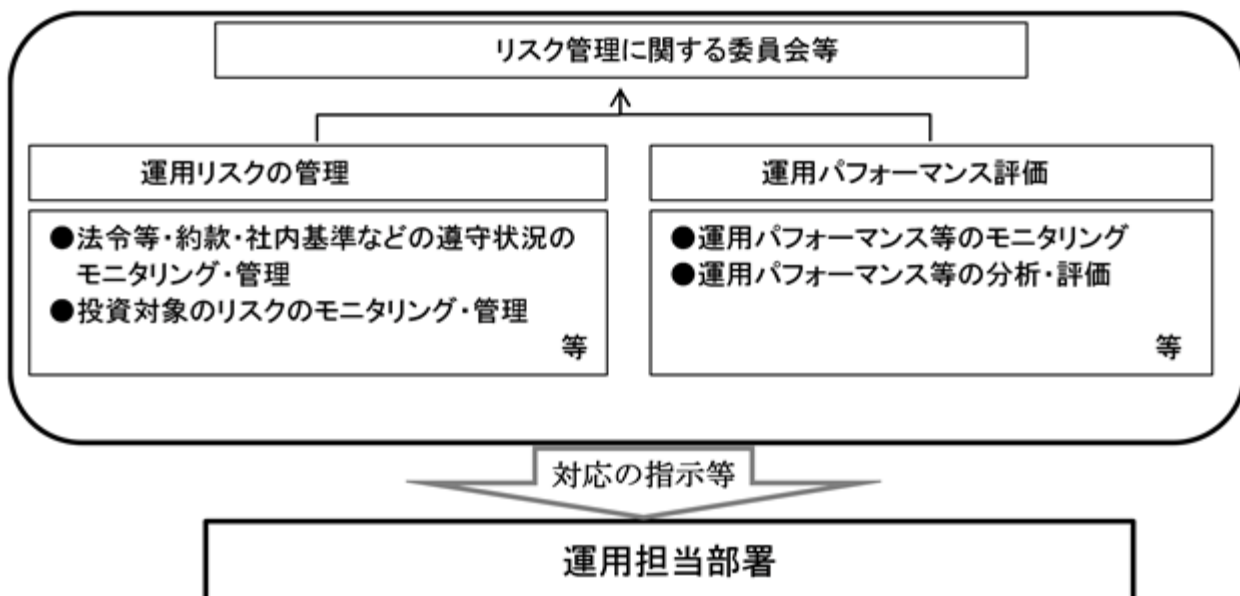 リスク管理に関する委員会等
運用リスクの管理
●法令等・約款・社内基準などの遵守状況の
モニタリング・管理
●投資対象のリスクのモニタリング・管理
等
運用パフォーマンス評価
●運用パフォーマンス等のモニタリング
●運用パフォーマンス等の分析・評価
等
対応の指示等
運用担当部署